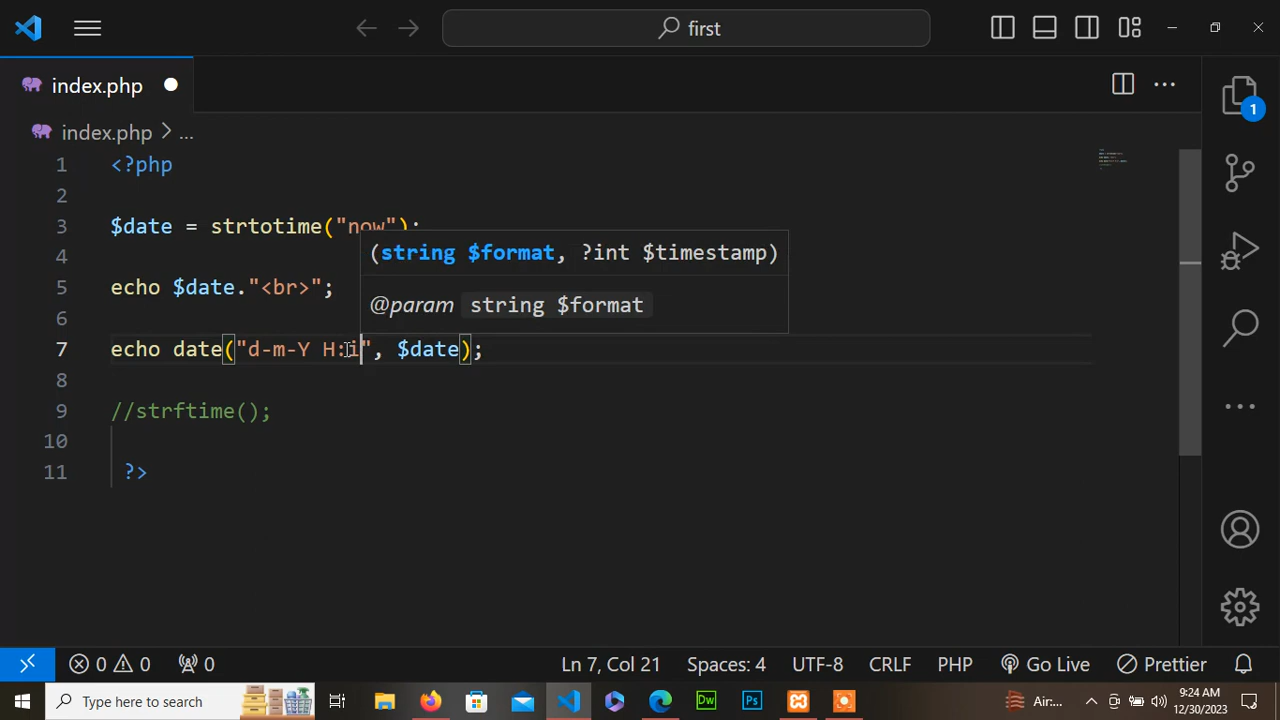 first
index.php
1
index.php > ...
1 <?php
2
3 $date = strtotime("now");
4
(string $format, ?int $timestamp)
5 echo $date."<br>";
@param string $format
6
7 echo date("d-m-Y H:i", $date);
8
9 //strftime();
10
11 ?>
0 0 0 Ln 7, Col 21 Spaces: 4 UTF-8 CRLF PHP Go Live Prettier
Type here to search Dw Ps Air... 9:24 AM
12/30/2023